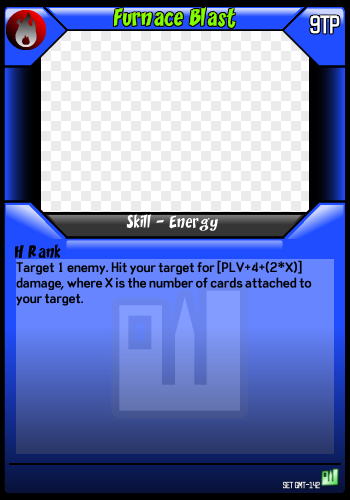 Furnace Blast
9TP
Skill - Energy
H Rank
Target 1 enemy. Hit your target for [PLV+4+(2*X)]
damage, where X is the number of cards attached to
your target.
SET GMT-142